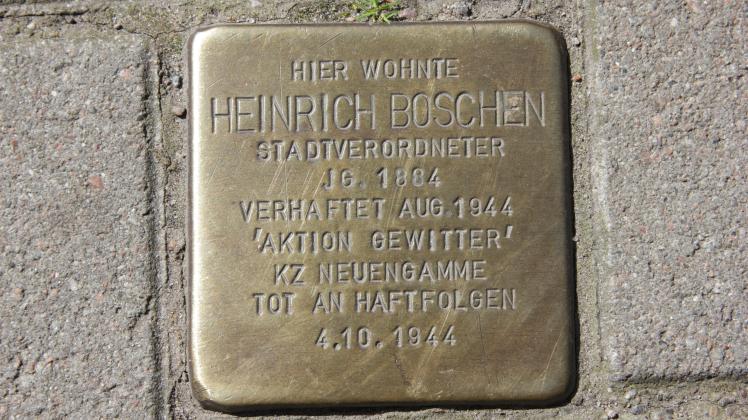 HIER WOHNTE
HEINRICH BOSCHEN
STADTVERORDNETER
JG. 1884
VERHAFTET AUG. 1944
'AKTION GEWITTER'
KZ NEUENGAMME
TOT AN HAFTFOLGEN
4.10.1944